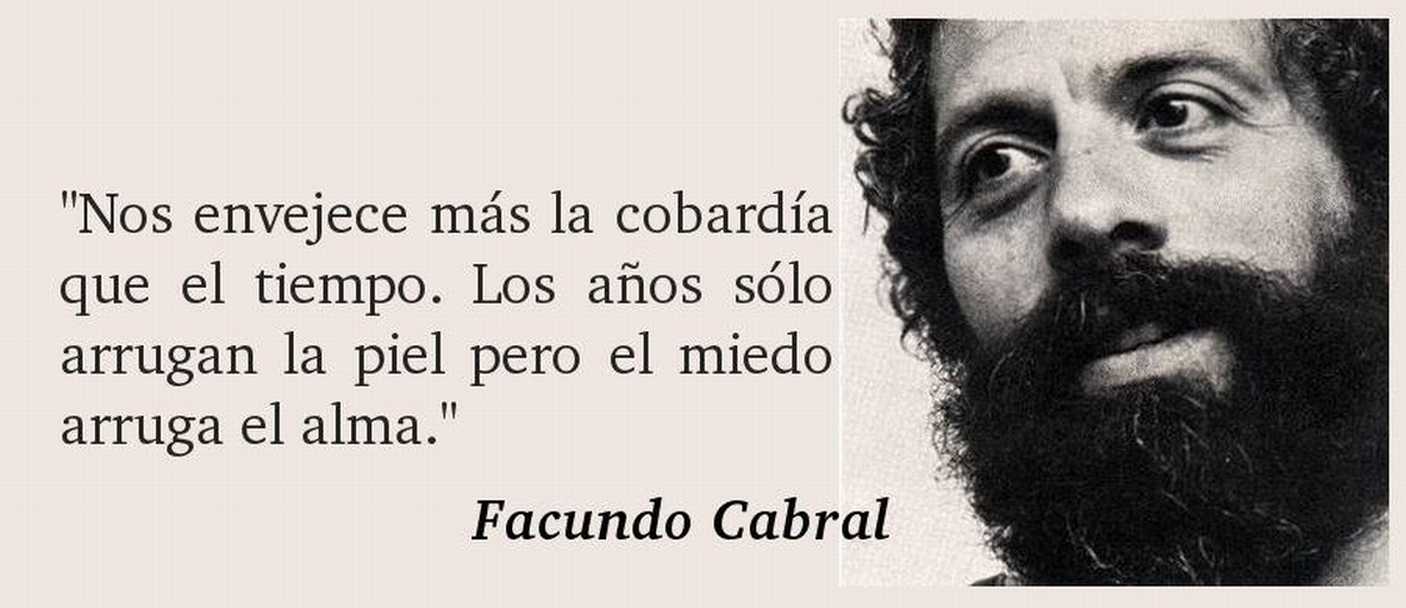 "Nos envejece más la cobardía
que el tiempo. Los años sólo
arrugan la piel pero el miedo
arruga el alma."
Facundo Cabral